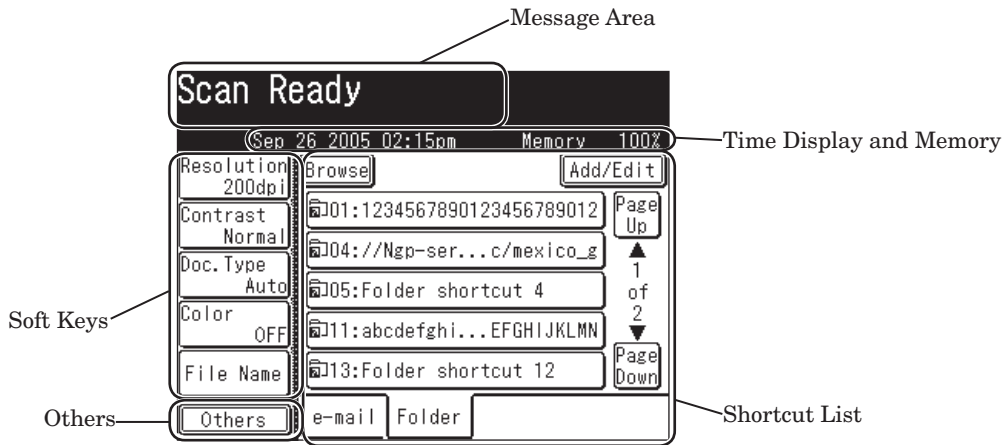 Message Area
Scan Ready
Sep 26 2005 02:15pm Memory 100%
Time Display and Memory
Resolution
200dpi
Contrast
Normal
Doc.Type
Auto
Color
OFF
File Name
Soft Keys
Others
Others
Browse
Add/Edit
01:1234567890123456789012
04://Ngp-ser...c/mexico_g
05:Folder shortcut 4
11:abcdefghi...EFGHIJKLMN
13:Folder shortcut 12
Page
Up
1
of
2
Page
Down
e-mail Folder
Shortcut List